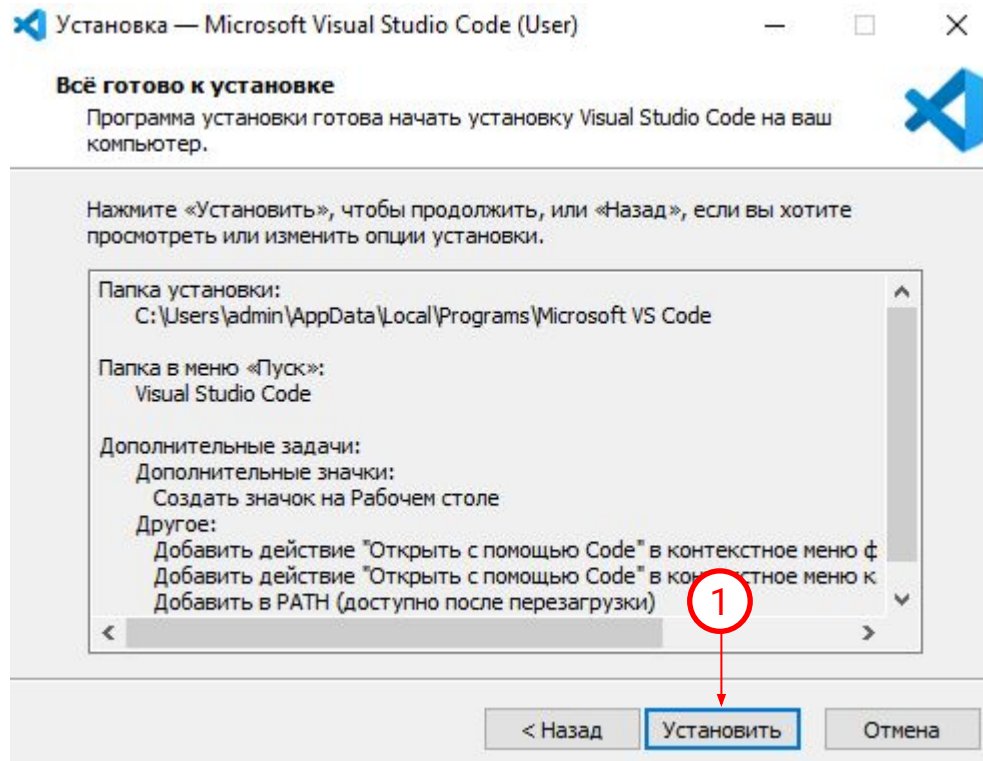 Установка — Microsoft Visual Studio Code (User)
Всё готово к установке
Программа установки готова начать установку Visual Studio Code на ваш
компьютер.
Нажмите «Установить», чтобы продолжить, или «Назад», если вы хотите
просмотреть или изменить опции установки.
Папка установки:
C:\Users\admin\AppData\Local\Programs\Microsoft VS Code
Папка в меню «Пуск»:
Visual Studio Code
Дополнительные задачи:
Дополнительные значки:
Создать значок на Рабочем столе
Другое:
Добавить действие "Открыть с помощью Code" в контекстное меню ф
Добавить действие "Открыть с помощью Code" в контекстное меню к
Добавить в PATH (доступно после перезагрузки)
1
< Назад
Установить
Отмена